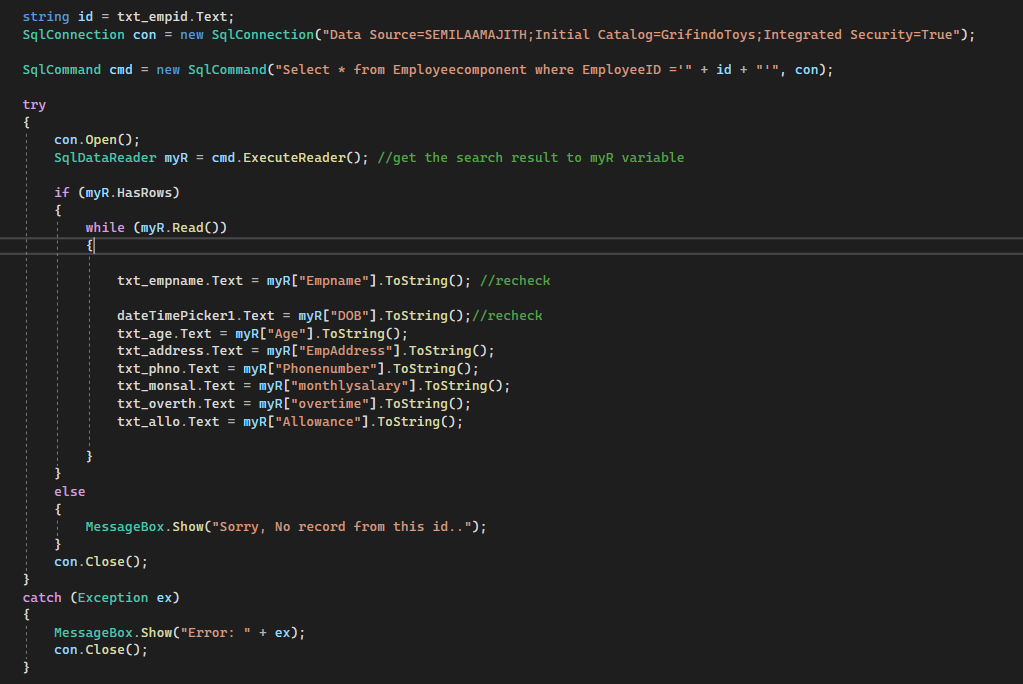 string id = txt_empid.Text;
SqlConnection con = new SqlConnection("Data Source=SEMILAAMAJITH;Initial Catalog=GrifindoToys;Integrated Security=True");
SqlCommand cmd = new SqlCommand("Select * from Employeecomponent where EmployeeID ='" + id + "'", con);
try
{
con.Open();
SqlDataReader myR = cmd.ExecuteReader(); //get the search result to myR variable
if (myR.HasRows)
{
while (myR.Read())
{
txt_empname.Text = myR["Empname"].ToString(); //recheck
dateTimePicker1.Text = myR["DOB"].ToString();//recheck
txt_age.Text = myR["Age"].ToString();
txt_address.Text = myR["EmpAddress"].ToString();
txt_phno.Text = myR["Phonenumber"].ToString();
txt_monsal.Text = myR["monthlysalary"].ToString();
txt_overth.Text = myR["overtime"].ToString();
txt_allo.Text = myR["Allowance"].ToString();
}
}
else
{
MessageBox.Show("Sorry, No record from this id..");
}
con.Close();
}
catch (Exception ex)
{
MessageBox.Show("Error: " + ex);
con.Close();
}